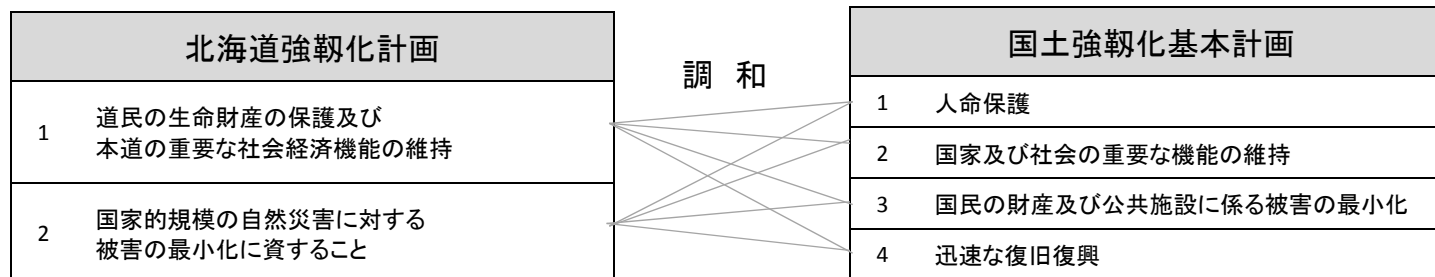 北海道強靱化計画
1
道民の生命財産の保護及び
本道の重要な社会経済機能の維持
2
国家的規模の自然災害に対する
被害の最小化に資すること
調 和
国土強靱化基本計画
1 人命保護
2 国家及び社会の重要な機能の維持
3 国民の財産及び公共施設に係る被害の最小化
4 迅速な復旧復興